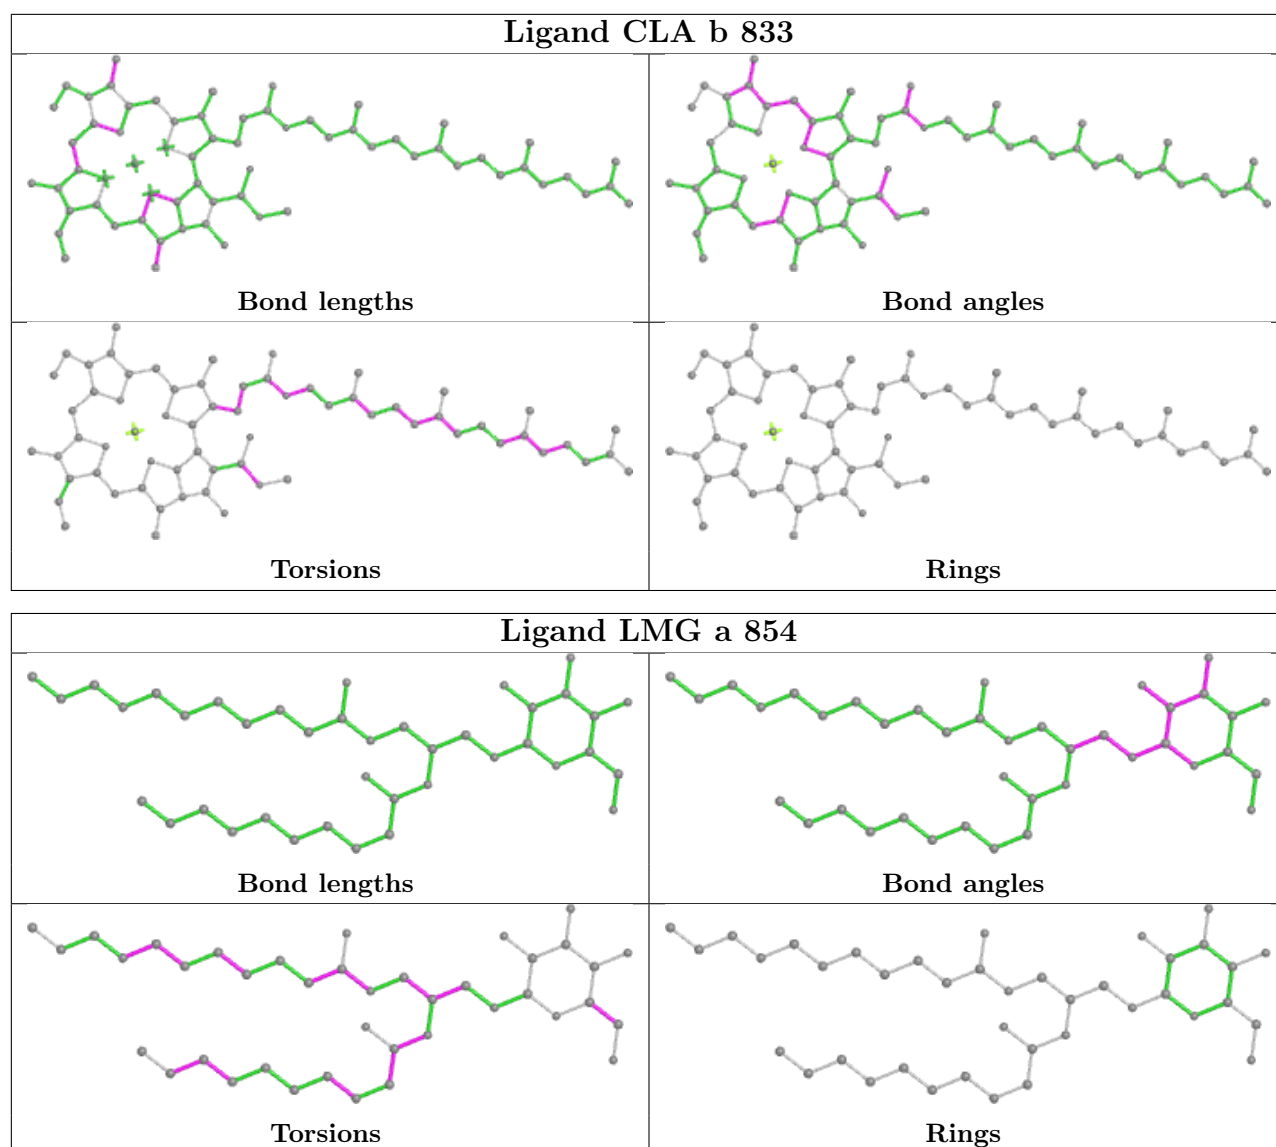 Ligand CLA b 833
Bond lengths
Bond angles
Torsions
Rings
Ligand LMG a 854
Bond lengths
Bond angles
Torsions
Rings